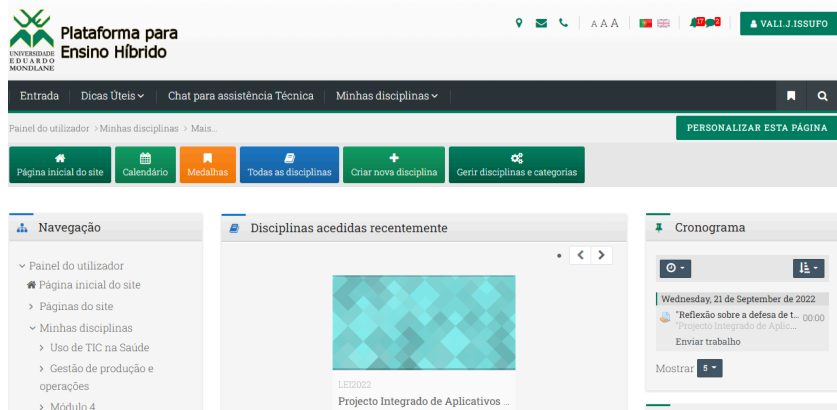 Plataforma para
Ensino Híbrido
UNIVERSIDADE
EDUARDO
MONDLANE
A A A
VALI.J.ISSUFO
Entrada
Dicas Úteis
Chat para assistência Técnica
Minhas disciplinas
Painel do utilizador > Minhas disciplinas > Mais...
PERSONALIZAR ESTA PÁGINA
Página inicial do site
Calendário
Medalhas
Todas as disciplinas
Criar nova disciplina
Gerir disciplinas e categorias
Navegação
Painel do utilizador
Página inicial do site
Páginas do site
Minhas disciplinas
Uso de TIC na Saúde
Gestão de produção e
operações
Módulo 4
Disciplinas acedidas recentemente
LEI2022
Projecto Integrado de Aplicativos ...
Cronograma
Wednesday, 21 de September de 2022
"Reflexão sobre a defesa de t... 00:00
"Projecto Integrado de Aplic...
Enviar trabalho
Mostrar 5